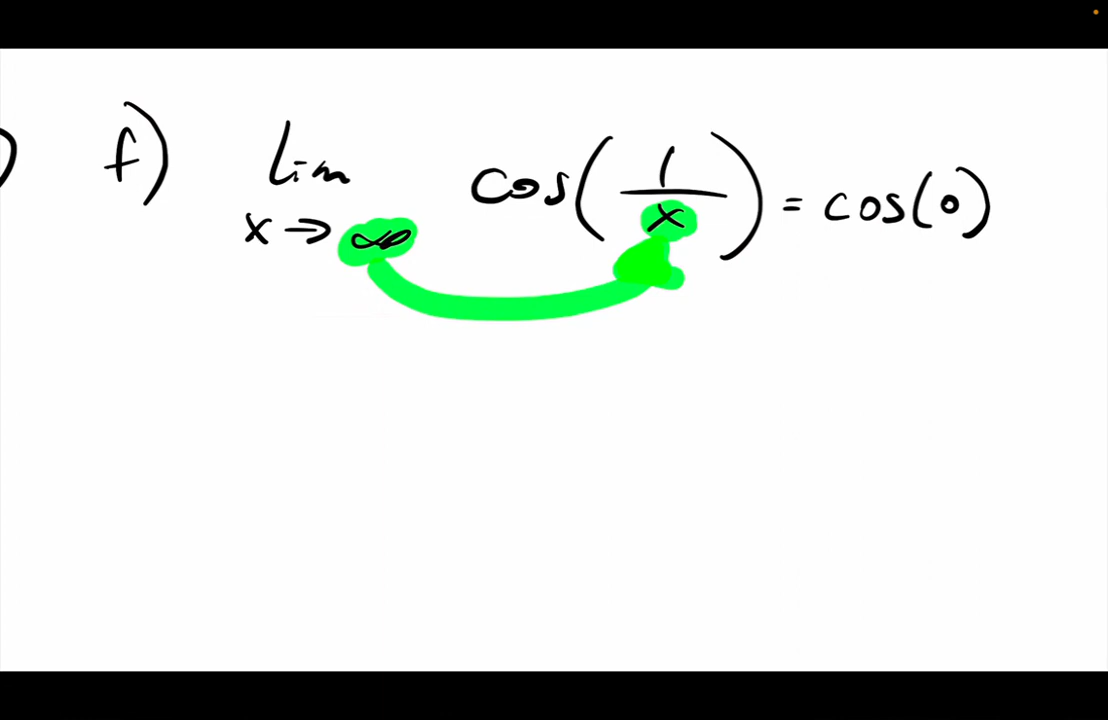 ) f) lim x→∞ cos(1/x) = cos(0)